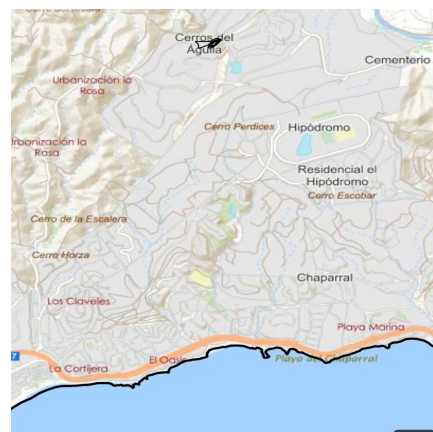 Cerros del
Águila
Cementerio
Urbanización la
Rosa
Cerro Perdices
Hipódromo
Urbanización la
Rosa
Residencial el
Hipódromo
Cerro Escobar
Cerro de la Escalera
Cerro Horza
Chaparral
Los Claveles
Playa Marina
7
El Oasis
Playa del Chaparral
La Cortijera